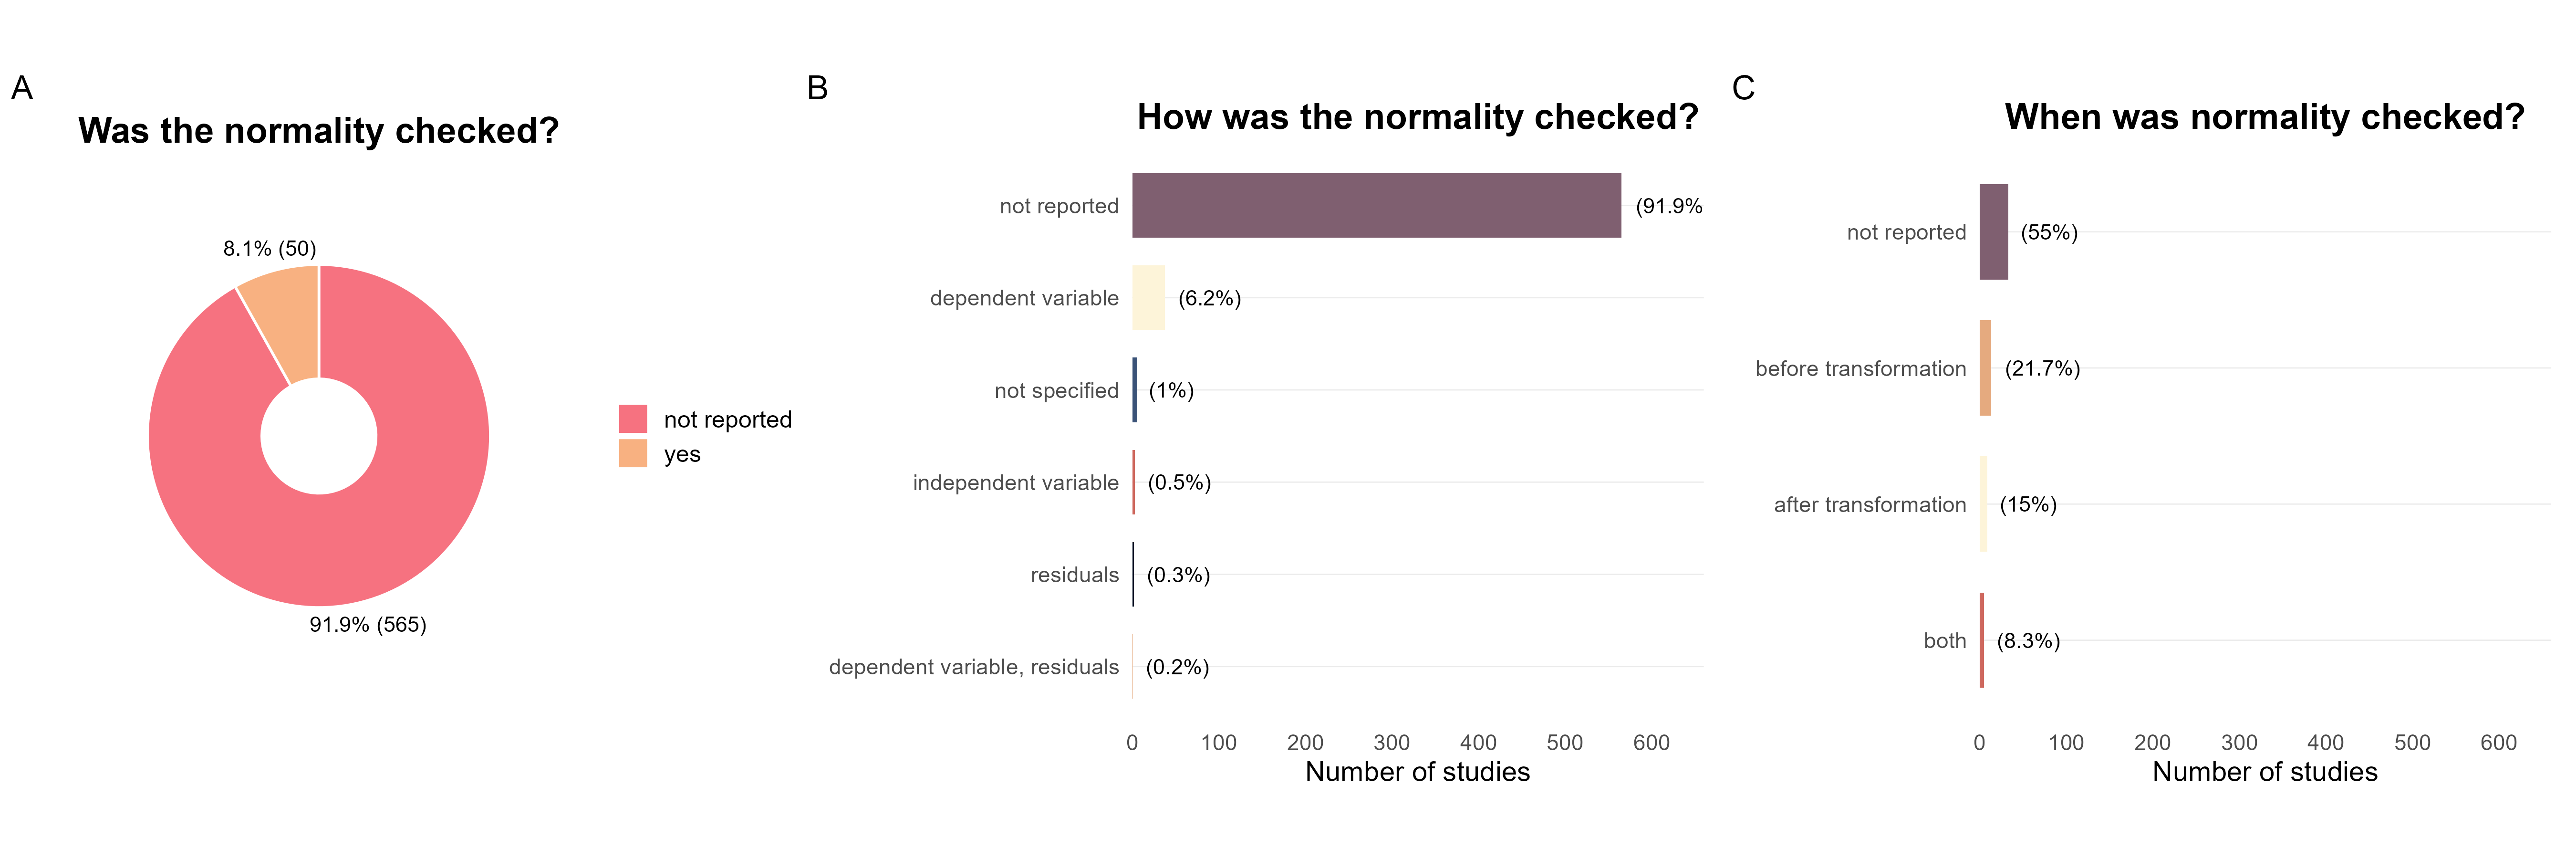 A
Was the normality checked?
8.1% (50)
91.9% (565)
not reported
yes
B
How was the normality checked?
not reported
(91.9%
dependent variable
(6.2%)
not specified
(1%)
independent variable
(0.5%)
residuals
(0.3%)
dependent variable, residuals
(0.2%)
0 100 200 300 400 500 600
Number of studies
C
When was normality checked?
not reported
(55%)
before transformation
(21.7%)
after transformation
(15%)
both
(8.3%)
0 100 200 300 400 500 600
Number of studies